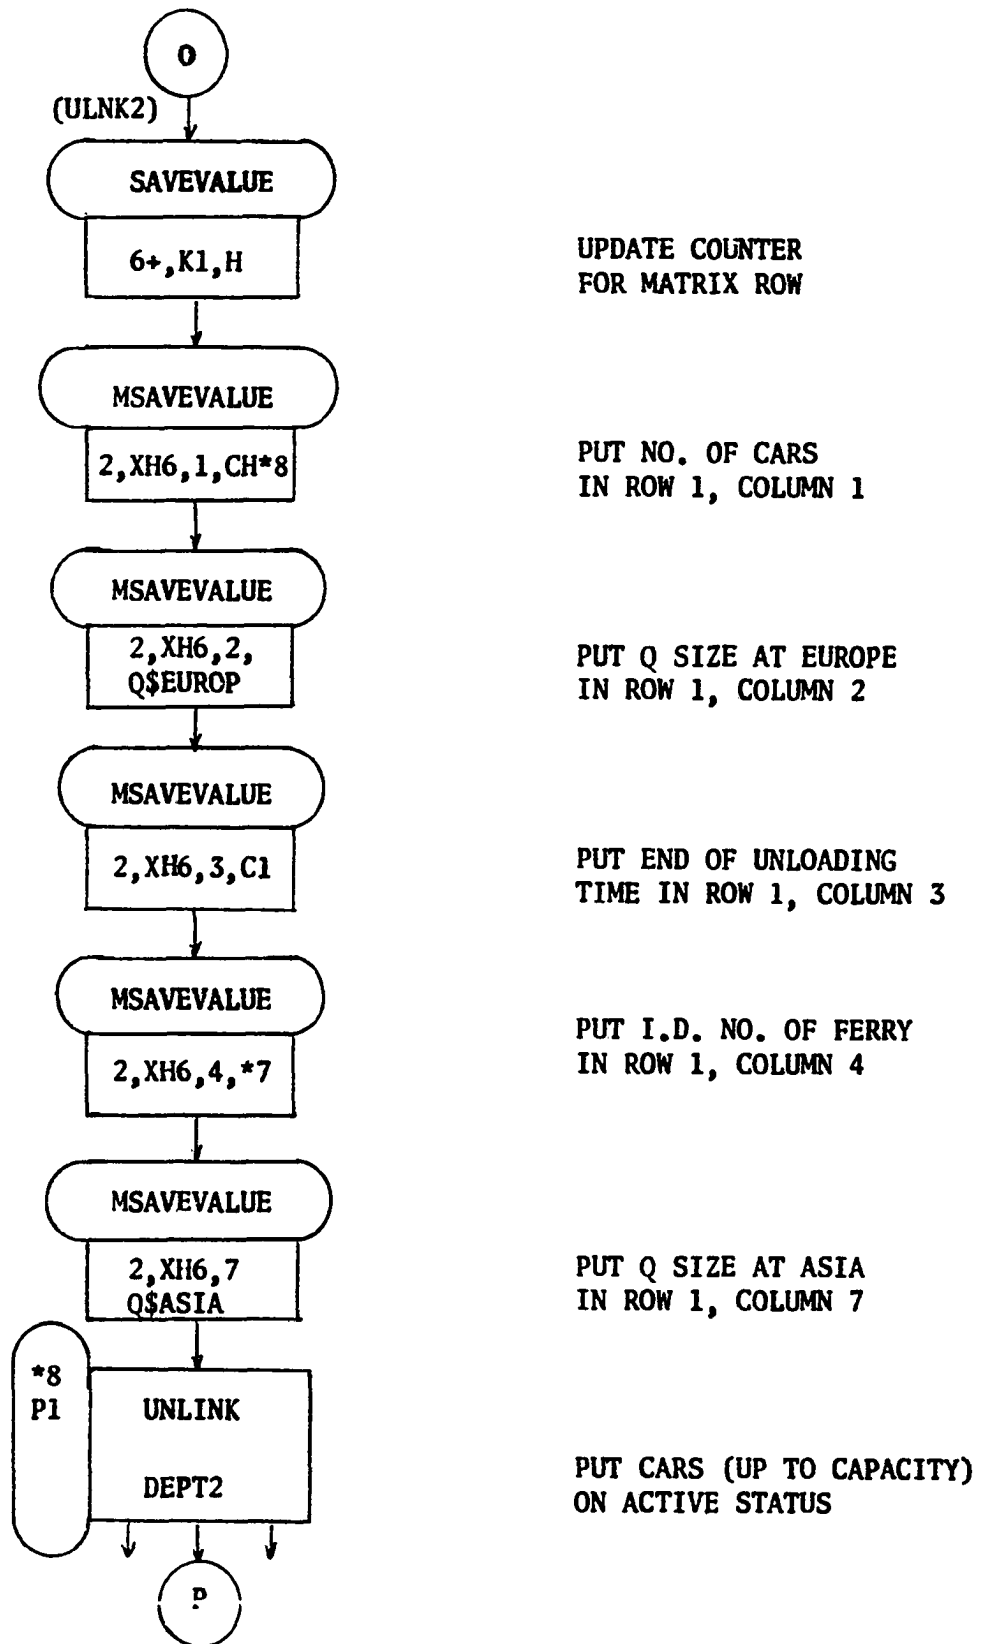 O
(ULNK2)
SAVEVALUE
6+,K1,H
UPDATE COUNTER
FOR MATRIX ROW
MSAVEVALUE
2,XH6,1,CH*8
PUT NO. OF CARS
IN ROW 1, COLUMN 1
MSAVEVALUE
2,XH6,2,
Q$EUROP
PUT Q SIZE AT EUROPE
IN ROW 1, COLUMN 2
MSAVEVALUE
2,XH6,3,C1
PUT END OF UNLOADING
TIME IN ROW 1, COLUMN 3
MSAVEVALUE
2,XH6,4,*7
PUT I.D. NO. OF FERRY
IN ROW 1, COLUMN 4
MSAVEVALUE
2,XH6,7
Q$ASIA
PUT Q SIZE AT ASIA
IN ROW 1, COLUMN 7
*8
P1
UNLINK
DEPT2
PUT CARS (UP TO CAPACITY)
ON ACTIVE STATUS
P